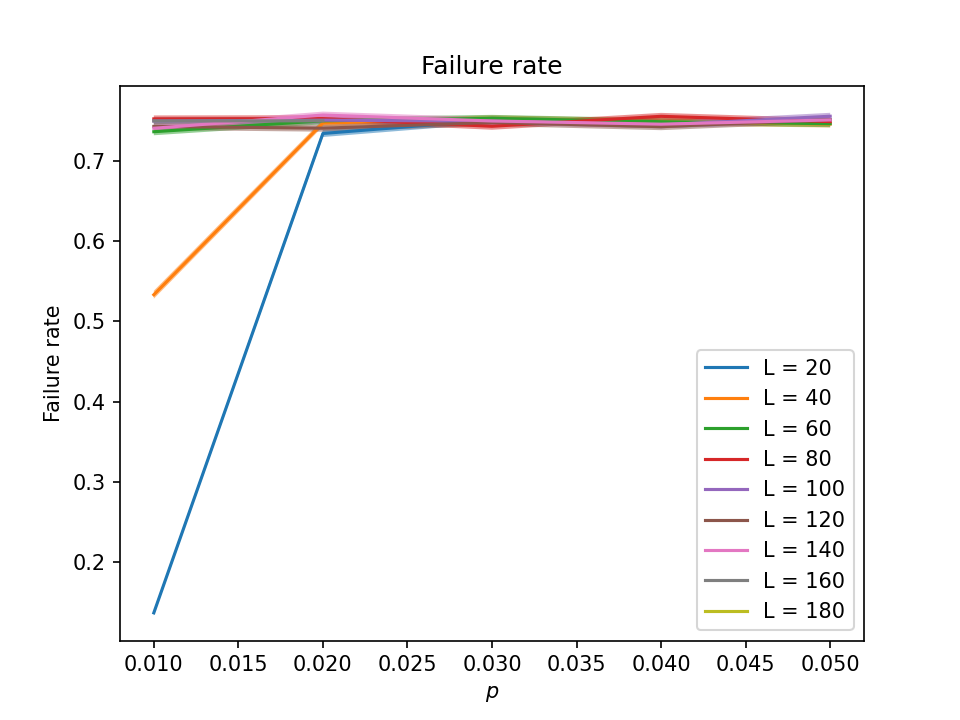 Failure rate
Failure rate
0.7
0.6
0.5
0.4
0.3
0.2
0.010 0.015 0.020 0.025 0.030 0.035 0.040 0.045 0.050
p
L = 20
L = 40
L = 60
L = 80
L = 100
L = 120
L = 140
L = 160
L = 180